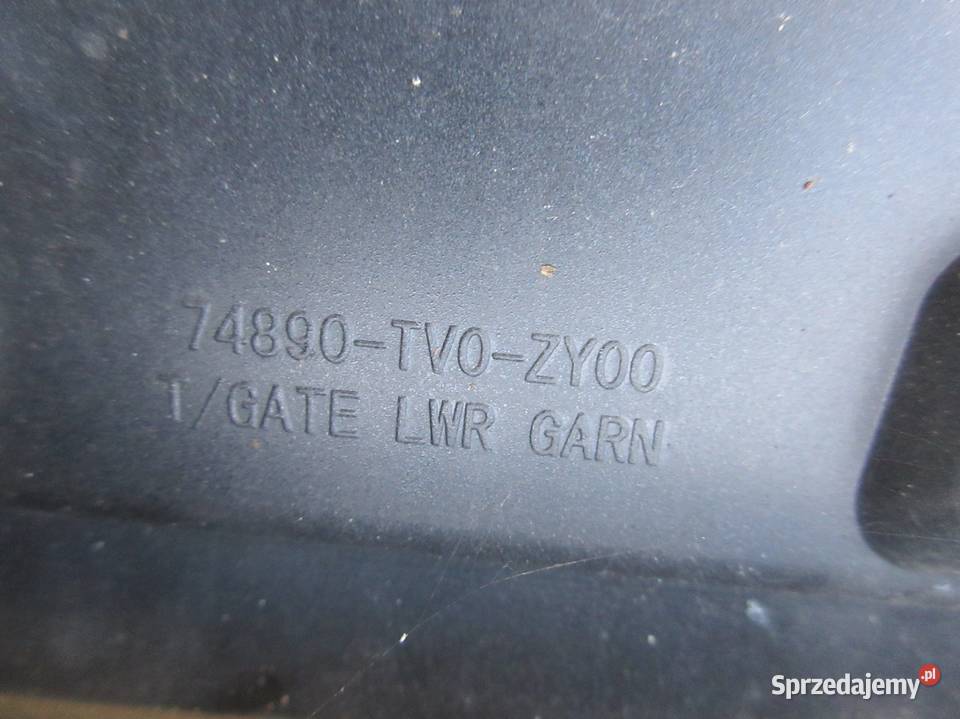 74890-TV0-ZY00
T/GATE LWR GARN
Sprzedajemy.pl